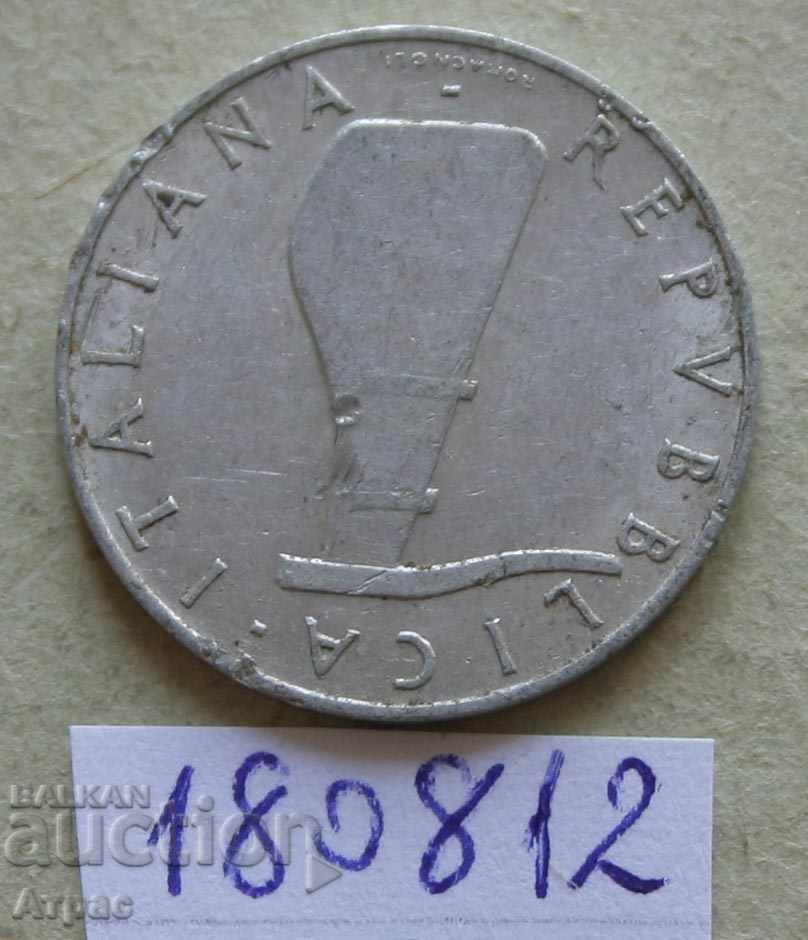 REPVBBLICA - ITALIANA -
ROMAGNOLI
180812
BALKAN
auction
Атрас